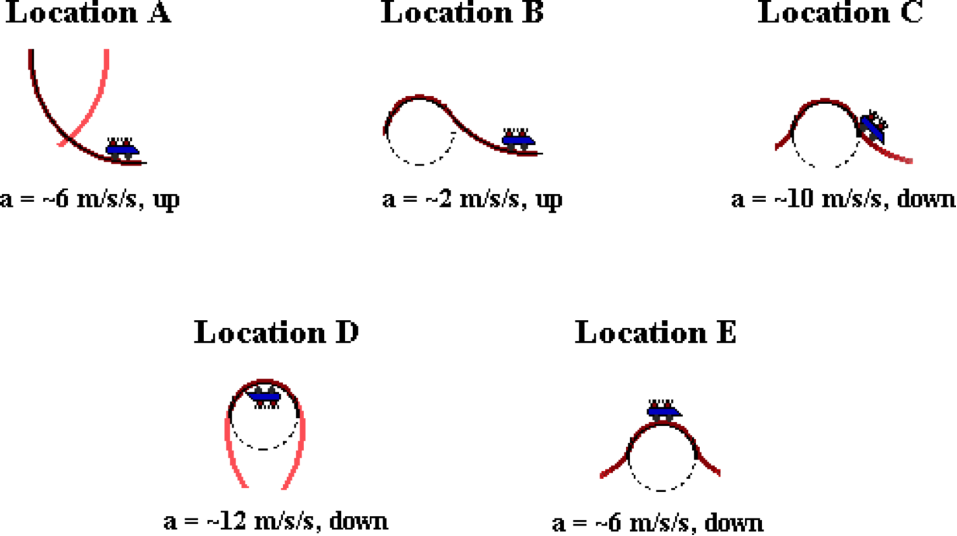 Location A
Location B
Location C
a = ~6 m/s/s, up
a = ~2 m/s/s, up
a = ~10 m/s/s, down
Location D
Location E
a = ~12 m/s/s, down
a = ~6 m/s/s, down